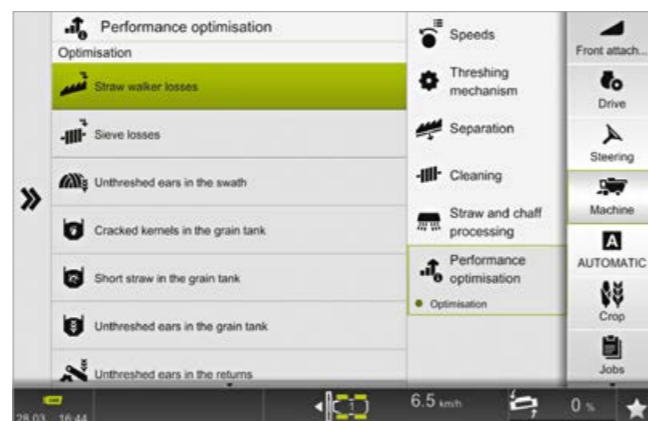 Performance optimisation
Optimisation
Straw walker losses
Sieve losses
Unthreshed ears in the swath
Cracked kernels in the grain tank
Short straw in the grain tank
Unthreshed ears in the grain tank
Unthreshed ears in the returns
Speeds
Threshing
mechanism
Separation
Cleaning
Straw and chaff
processing
Performance
optimisation
Optimisation
Front attach...
Drive
Steering
Machine
A
AUTOMATIC
Crop
Jobs
28.03 16:44
1
6.5 km/h
0 %